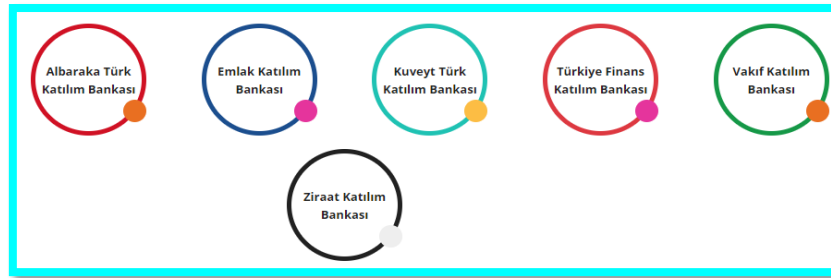 Albaraka Türk
Katılım Bankası
Emlak Katılım
Bankası
Kuveyt Türk
Katılım Bankası
Türkiye Finans
Katılım Bankası
Vakıf Katılım
Bankası
Ziraat Katılım
Bankası